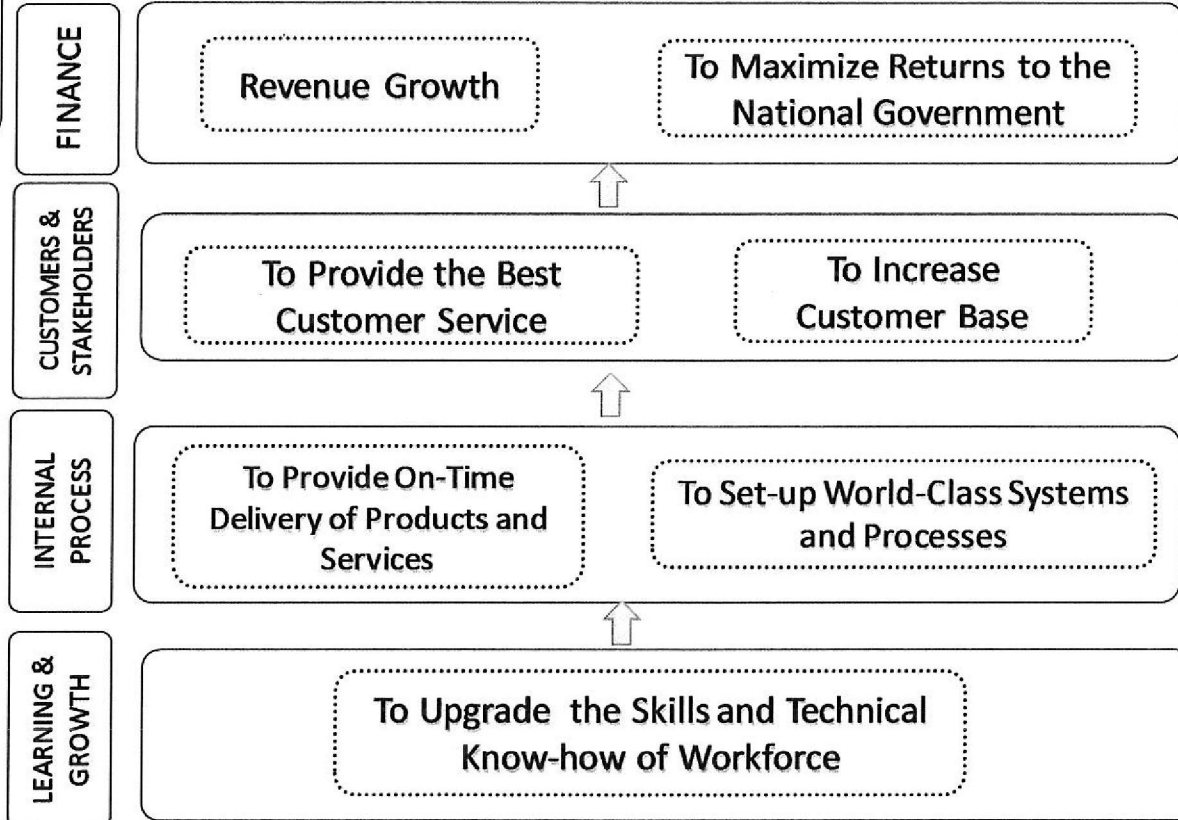 FINANCE
Revenue Growth
To Maximize Returns to the
National Government
CUSTOMERS &
STAKEHOLDERS
To Provide the Best
Customer Service
To Increase
Customer Base
INTERNAL
PROCESS
To Provide On-Time
Delivery of Products and
Services
To Set-up World-Class Systems
and Processes
LEARNING &
GROWTH
To Upgrade the Skills and Technical
Know-how of Workforce